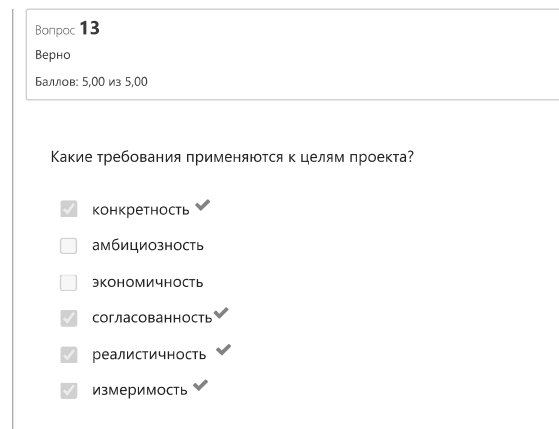 Вопрос 13
Верно
Баллов: 5,00 из 5,00
Какие требования применяются к целям проекта?
конкретность
амбициозность
экономичность
согласованность
реалистичность
измеримость